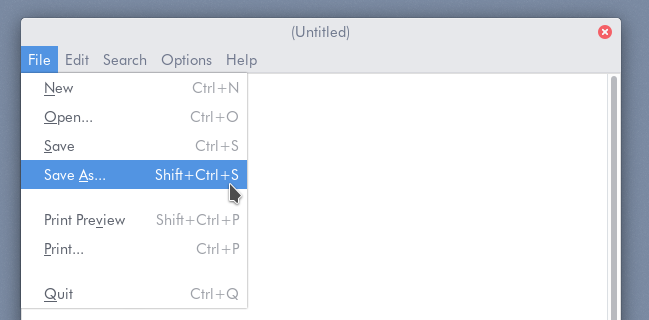 (Untitled)
File Edit Search Options Help
New Ctrl+N
Open... Ctrl+O
Save Ctrl+S
Save As... Shift+Ctrl+S
Print Preview Shift+Ctrl+P
Print... Ctrl+P
Quit Ctrl+Q